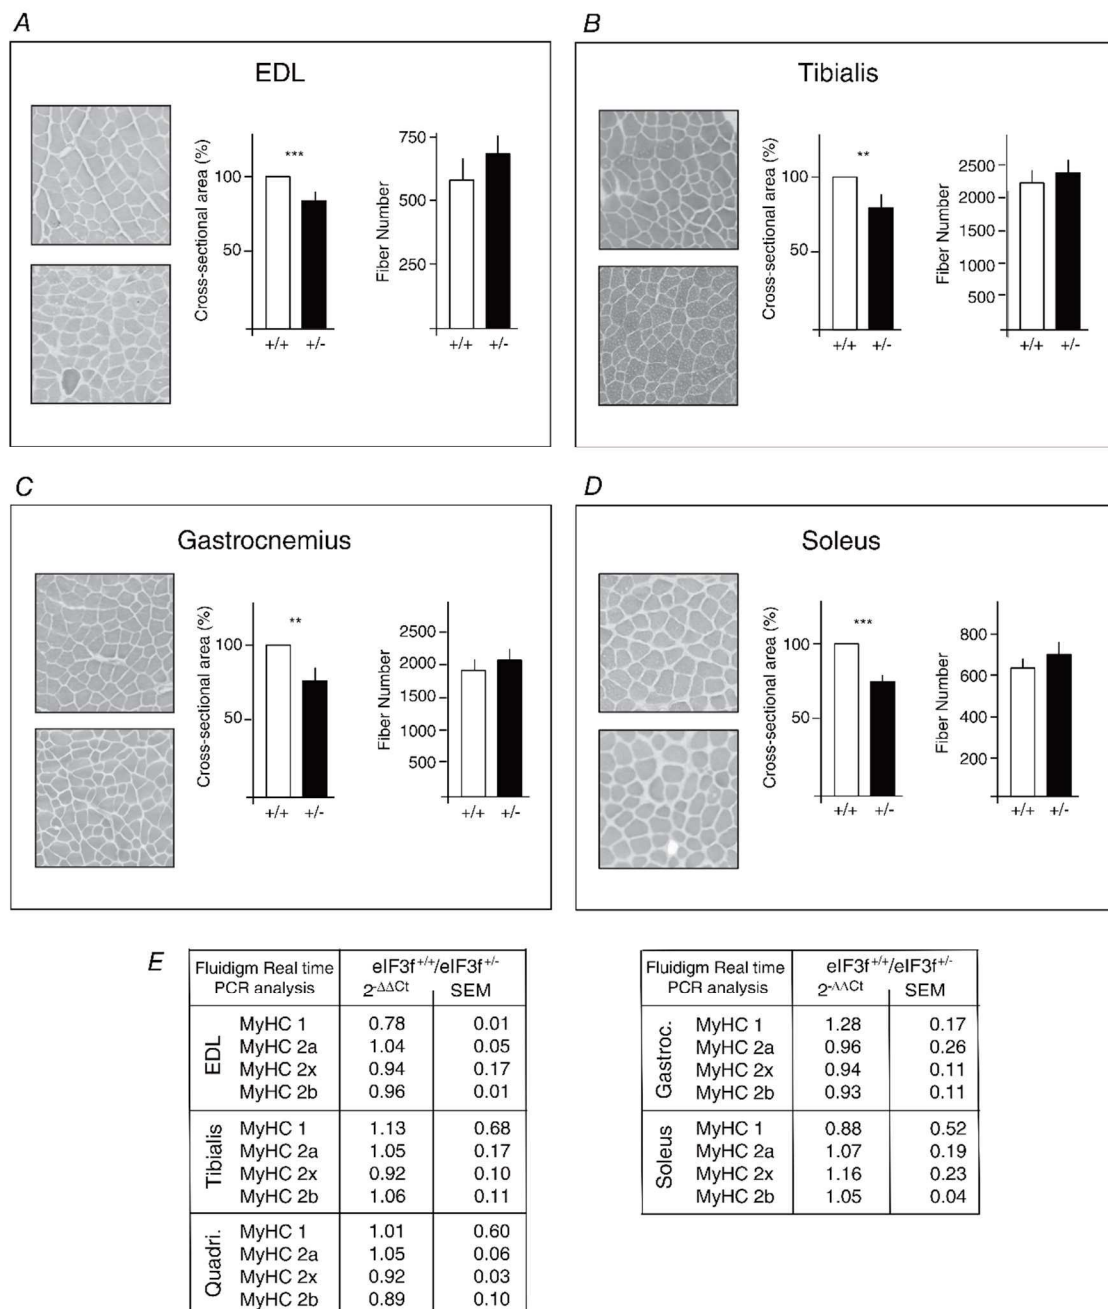 A
EDL
Cross-sectional area (%)
100
50
***
+/+ +/-
Fiber Number
750
500
250
+/+ +/-
B
Tibialis
Cross-sectional area (%)
100
50
**
+/+ +/-
Fiber Number
2500
2000
1500
1000
500
+/+ +/-
C
Gastrocnemius
Cross-sectional area (%)
100
50
**
+/+ +/-
Fiber Number
2500
2000
1500
1000
500
+/+ +/-
D
Soleus
Cross-sectional area (%)
100
50
***
+/+ +/-
Fiber Number
800
600
400
200
+/+ +/-
E
Fluidigm Real time PCR analysis
eIF3f+/+/eIF3f+/-
2-ΔΔCt SEM
EDL
MyHC 1 0.78 0.01
MyHC 2a 1.04 0.05
MyHC 2x 0.94 0.17
MyHC 2b 0.96 0.01
Tibialis
MyHC 1 1.13 0.68
MyHC 2a 1.05 0.17
MyHC 2x 0.92 0.10
MyHC 2b 1.06 0.11
Quadri.
MyHC 1 1.01 0.60
MyHC 2a 1.05 0.06
MyHC 2x 0.92 0.03
MyHC 2b 0.89 0.10
Fluidigm Real time PCR analysis
eIF3f+/+/eIF3f+/-
2-ΔΔCt SEM
Gastroc.
MyHC 1 1.28 0.17
MyHC 2a 0.96 0.26
MyHC 2x 0.94 0.11
MyHC 2b 0.93 0.11
Soleus
MyHC 1 0.88 0.52
MyHC 2a 1.07 0.19
MyHC 2x 1.16 0.23
MyHC 2b 1.05 0.04